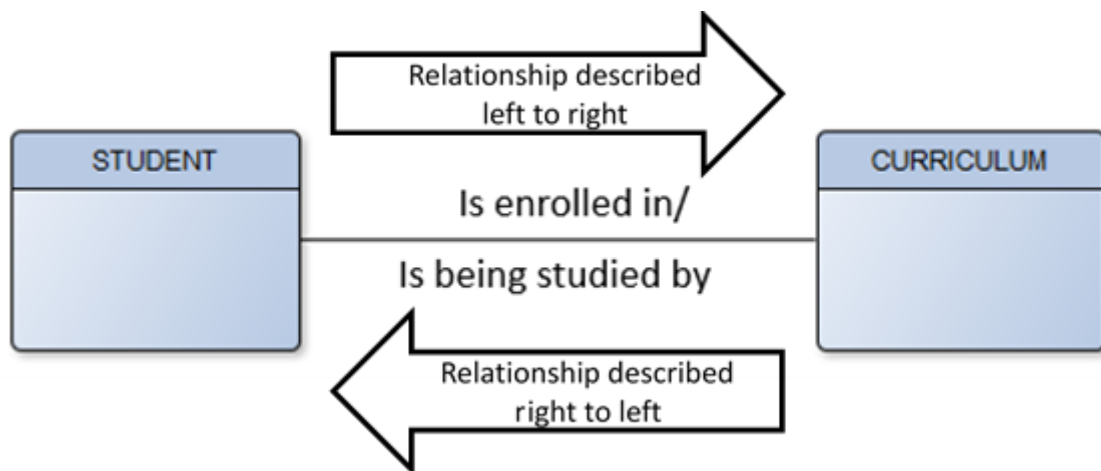 Relationship described
left to right
STUDENT
CURRICULUM
Is enrolled in/
Is being studied by
Relationship described
right to left